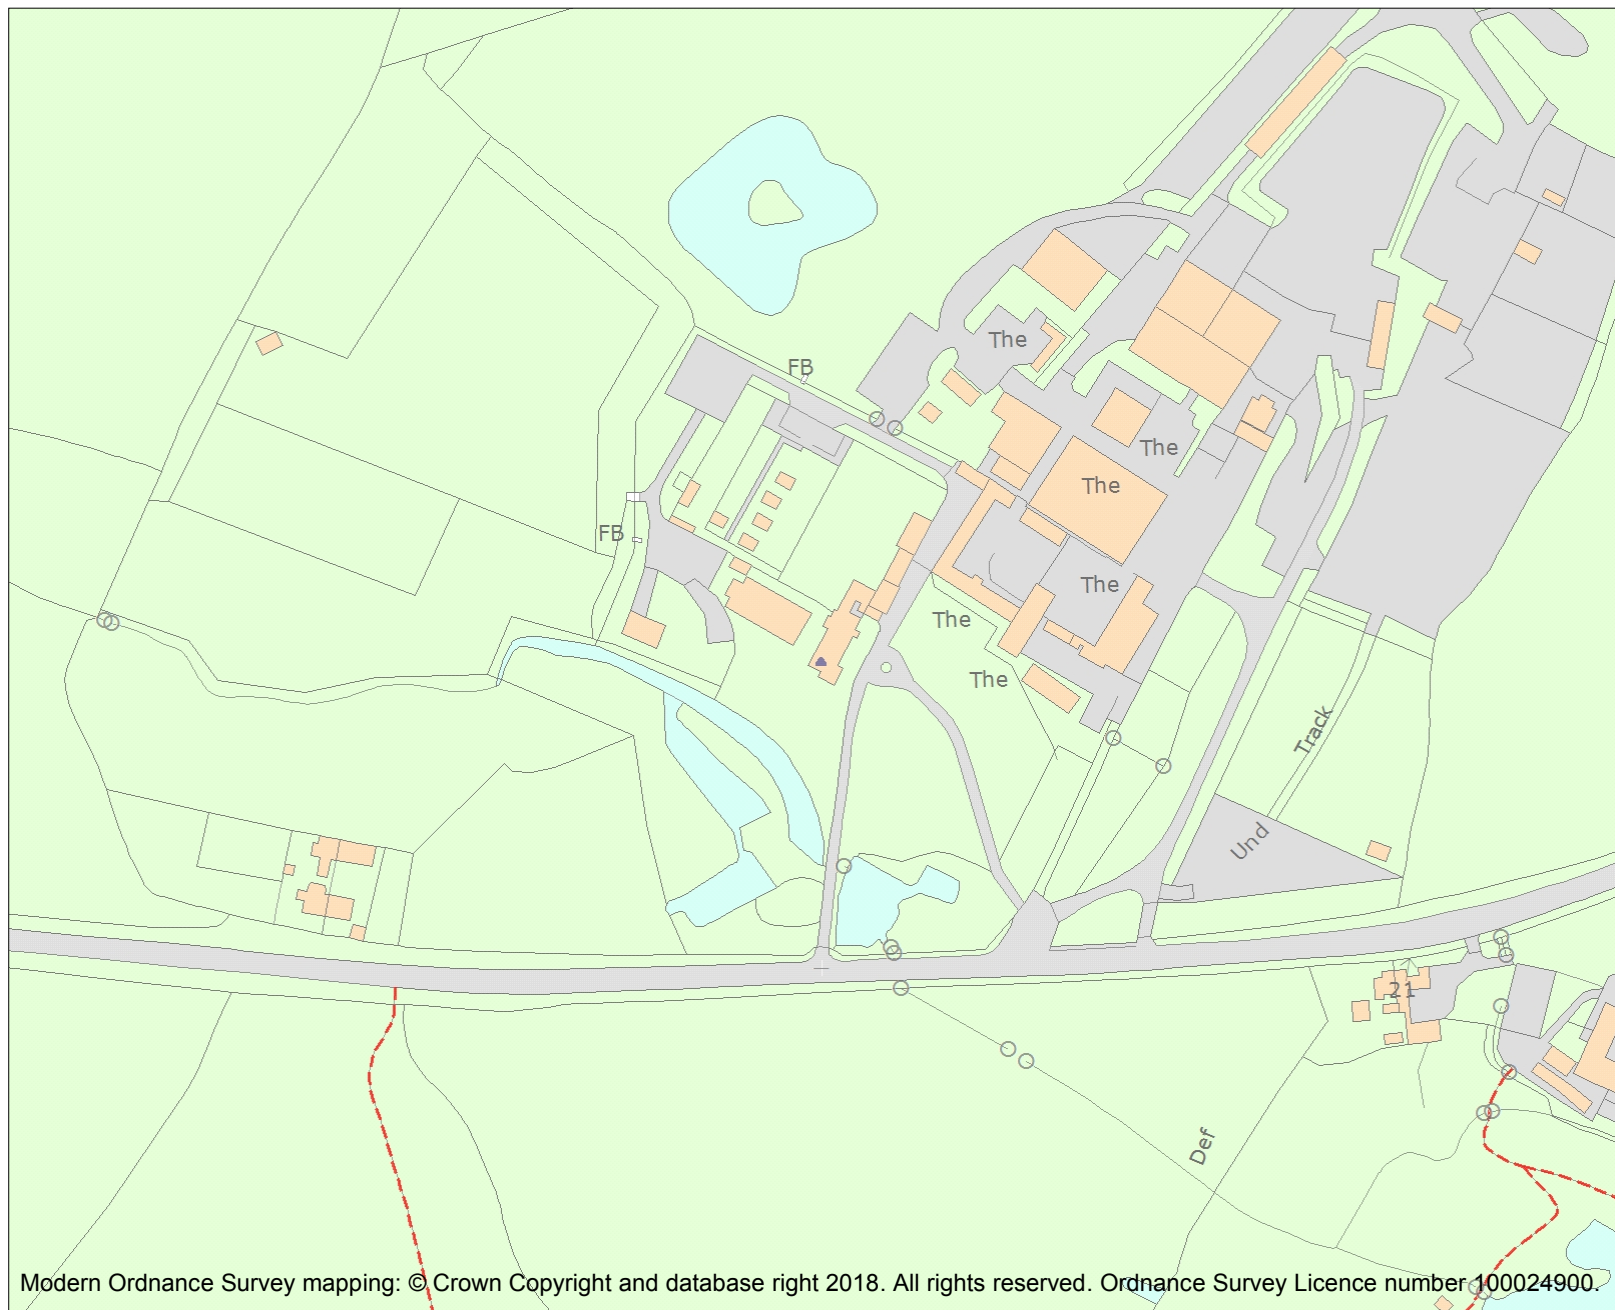 The
FB
The
The
FB
The
The
The
Track
Und
21
Def
Modern Ordnance Survey mapping: © Crown Copyright and database right 2018. All rights reserved. Ordnance Survey Licence number 100024900.